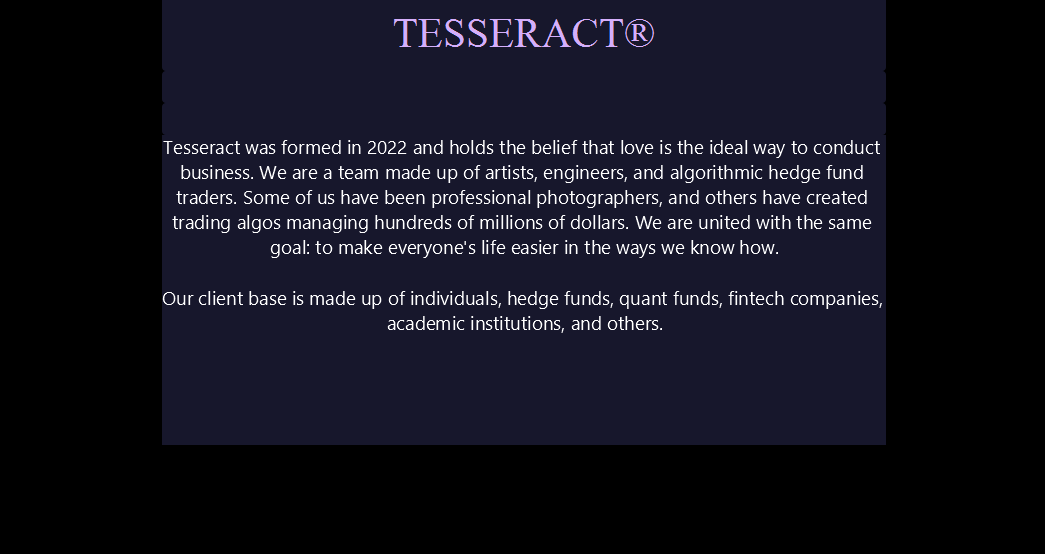 TESSERACT®
Tesseract was formed in 2022 and holds the belief that love is the ideal way to conduct
business. We are a team made up of artists, engineers, and algorithmic hedge fund
traders. Some of us have been professional photographers, and others have created
trading algos managing hundreds of millions of dollars. We are united with the same
goal: to make everyone's life easier in the ways we know how.
Our client base is made up of individuals, hedge funds, quant funds, fintech companies,
academic institutions, and others.